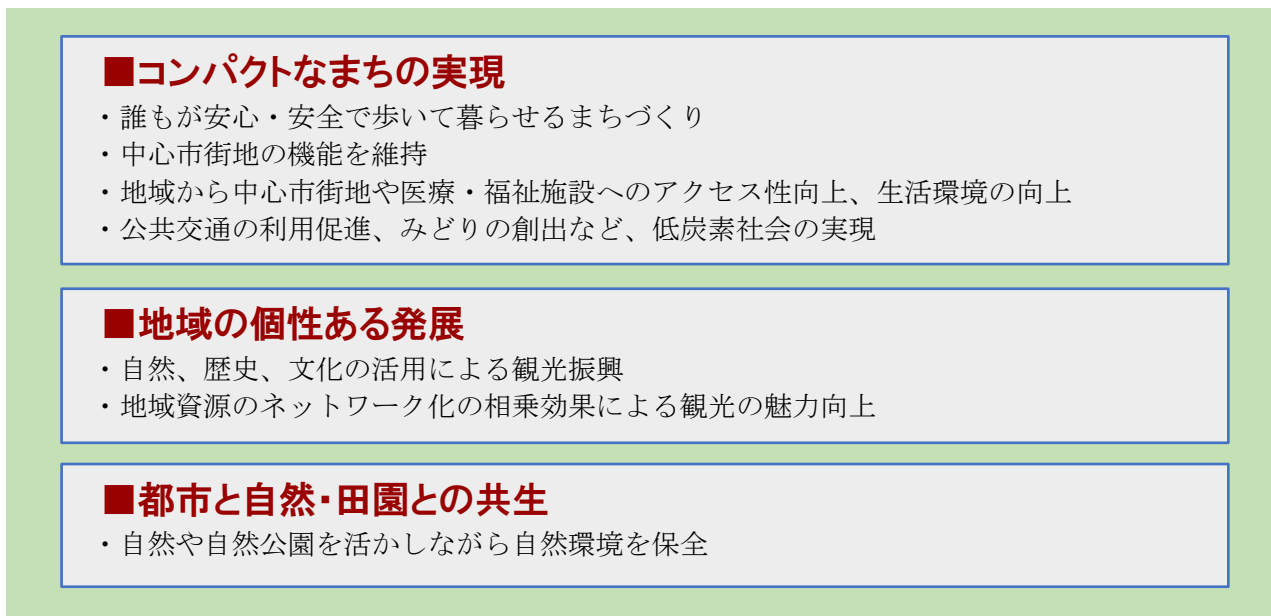 ■コンパクトなまちの実現
・誰もが安心・安全で歩いて暮らせるまちづくり
・中心市街地の機能を維持
・地域から中心市街地や医療・福祉施設へのアクセス性向上、生活環境の向上
・公共交通の利用促進、みどりの創出など、低炭素社会の実現
■地域の個性ある発展
・自然、歴史、文化の活用による観光振興
・地域資源のネットワーク化の相乗効果による観光の魅力向上
■都市と自然・田園との共生
・自然や自然公園を活かしながら自然環境を保全